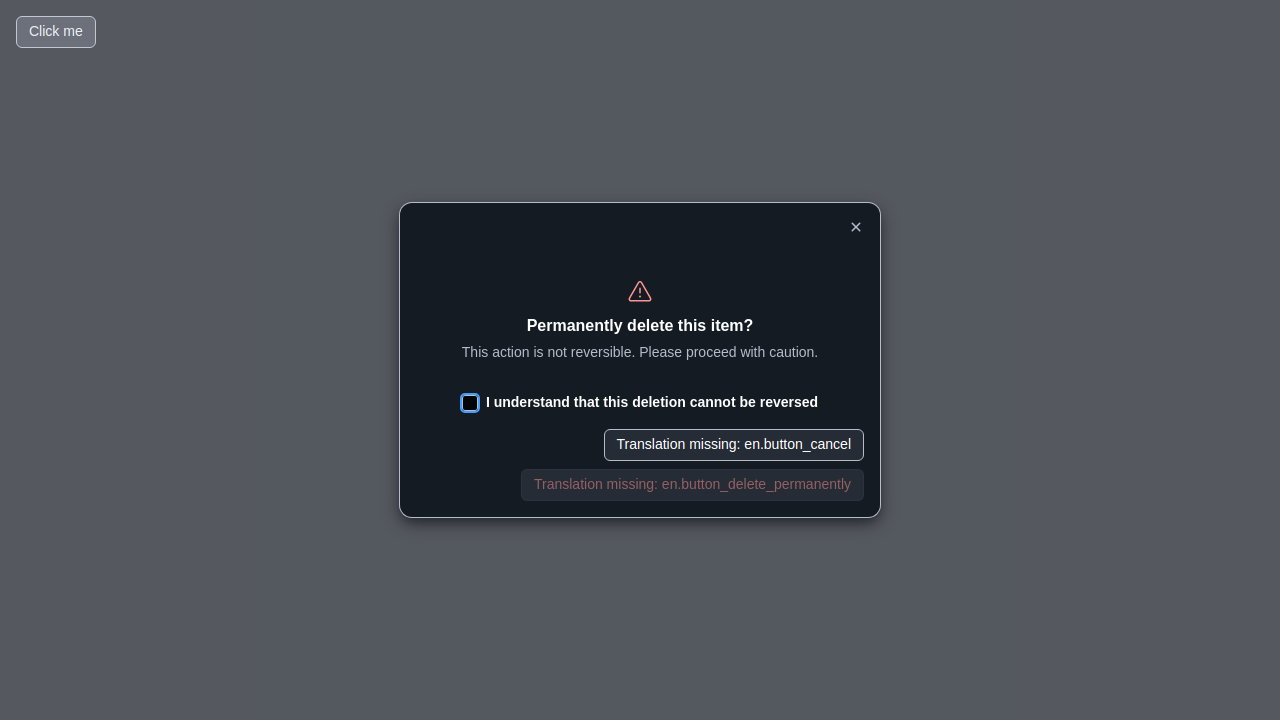 Click me
Permanently delete this item?
This action is not reversible. Please proceed with caution.
I understand that this deletion cannot be reversed
Translation missing: en.button_cancel
Translation missing: en.button_delete_permanently